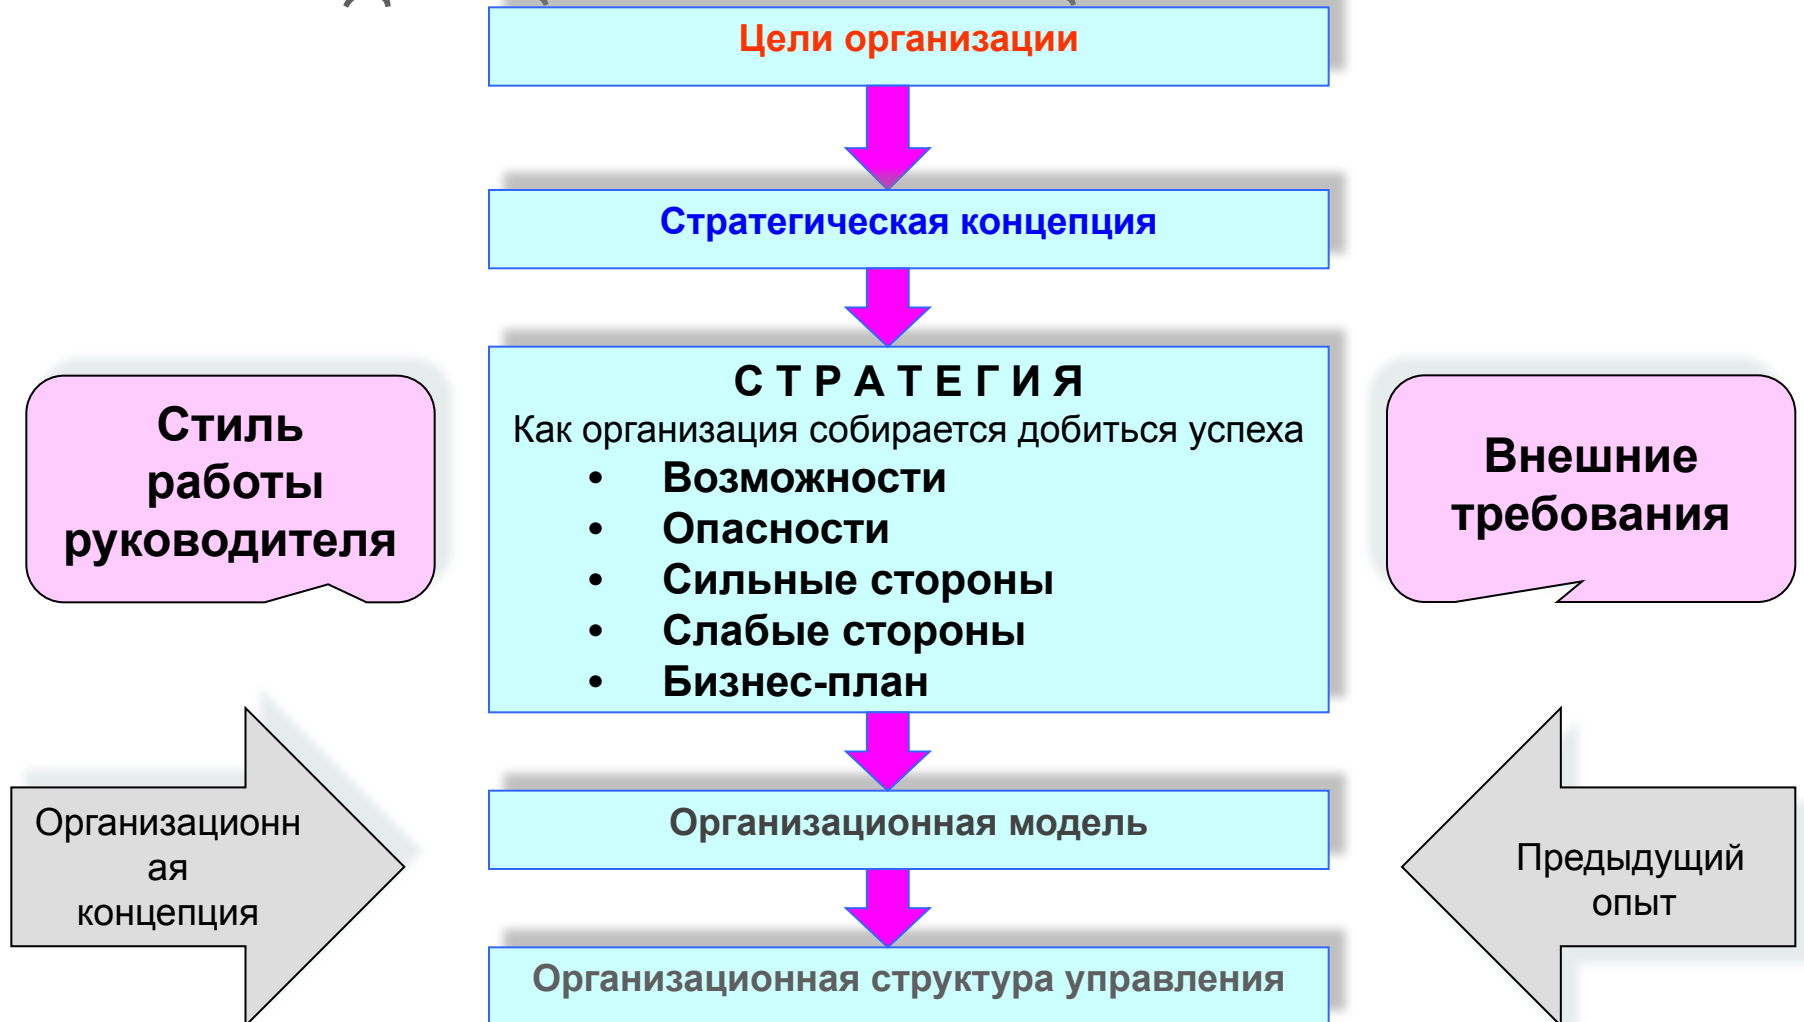 Цели организации
Стратегическая концепция
С Т Р А Т Е Г И Я
Как организация собирается добиться успеха
• Возможности
• Опасности
• Сильные стороны
• Слабые стороны
• Бизнес-план
Стиль
работы
руководителя
Внешние
требования
Организационн
ая
концепция
Организационная модель
Предыдущий
опыт
Организационная структура управления